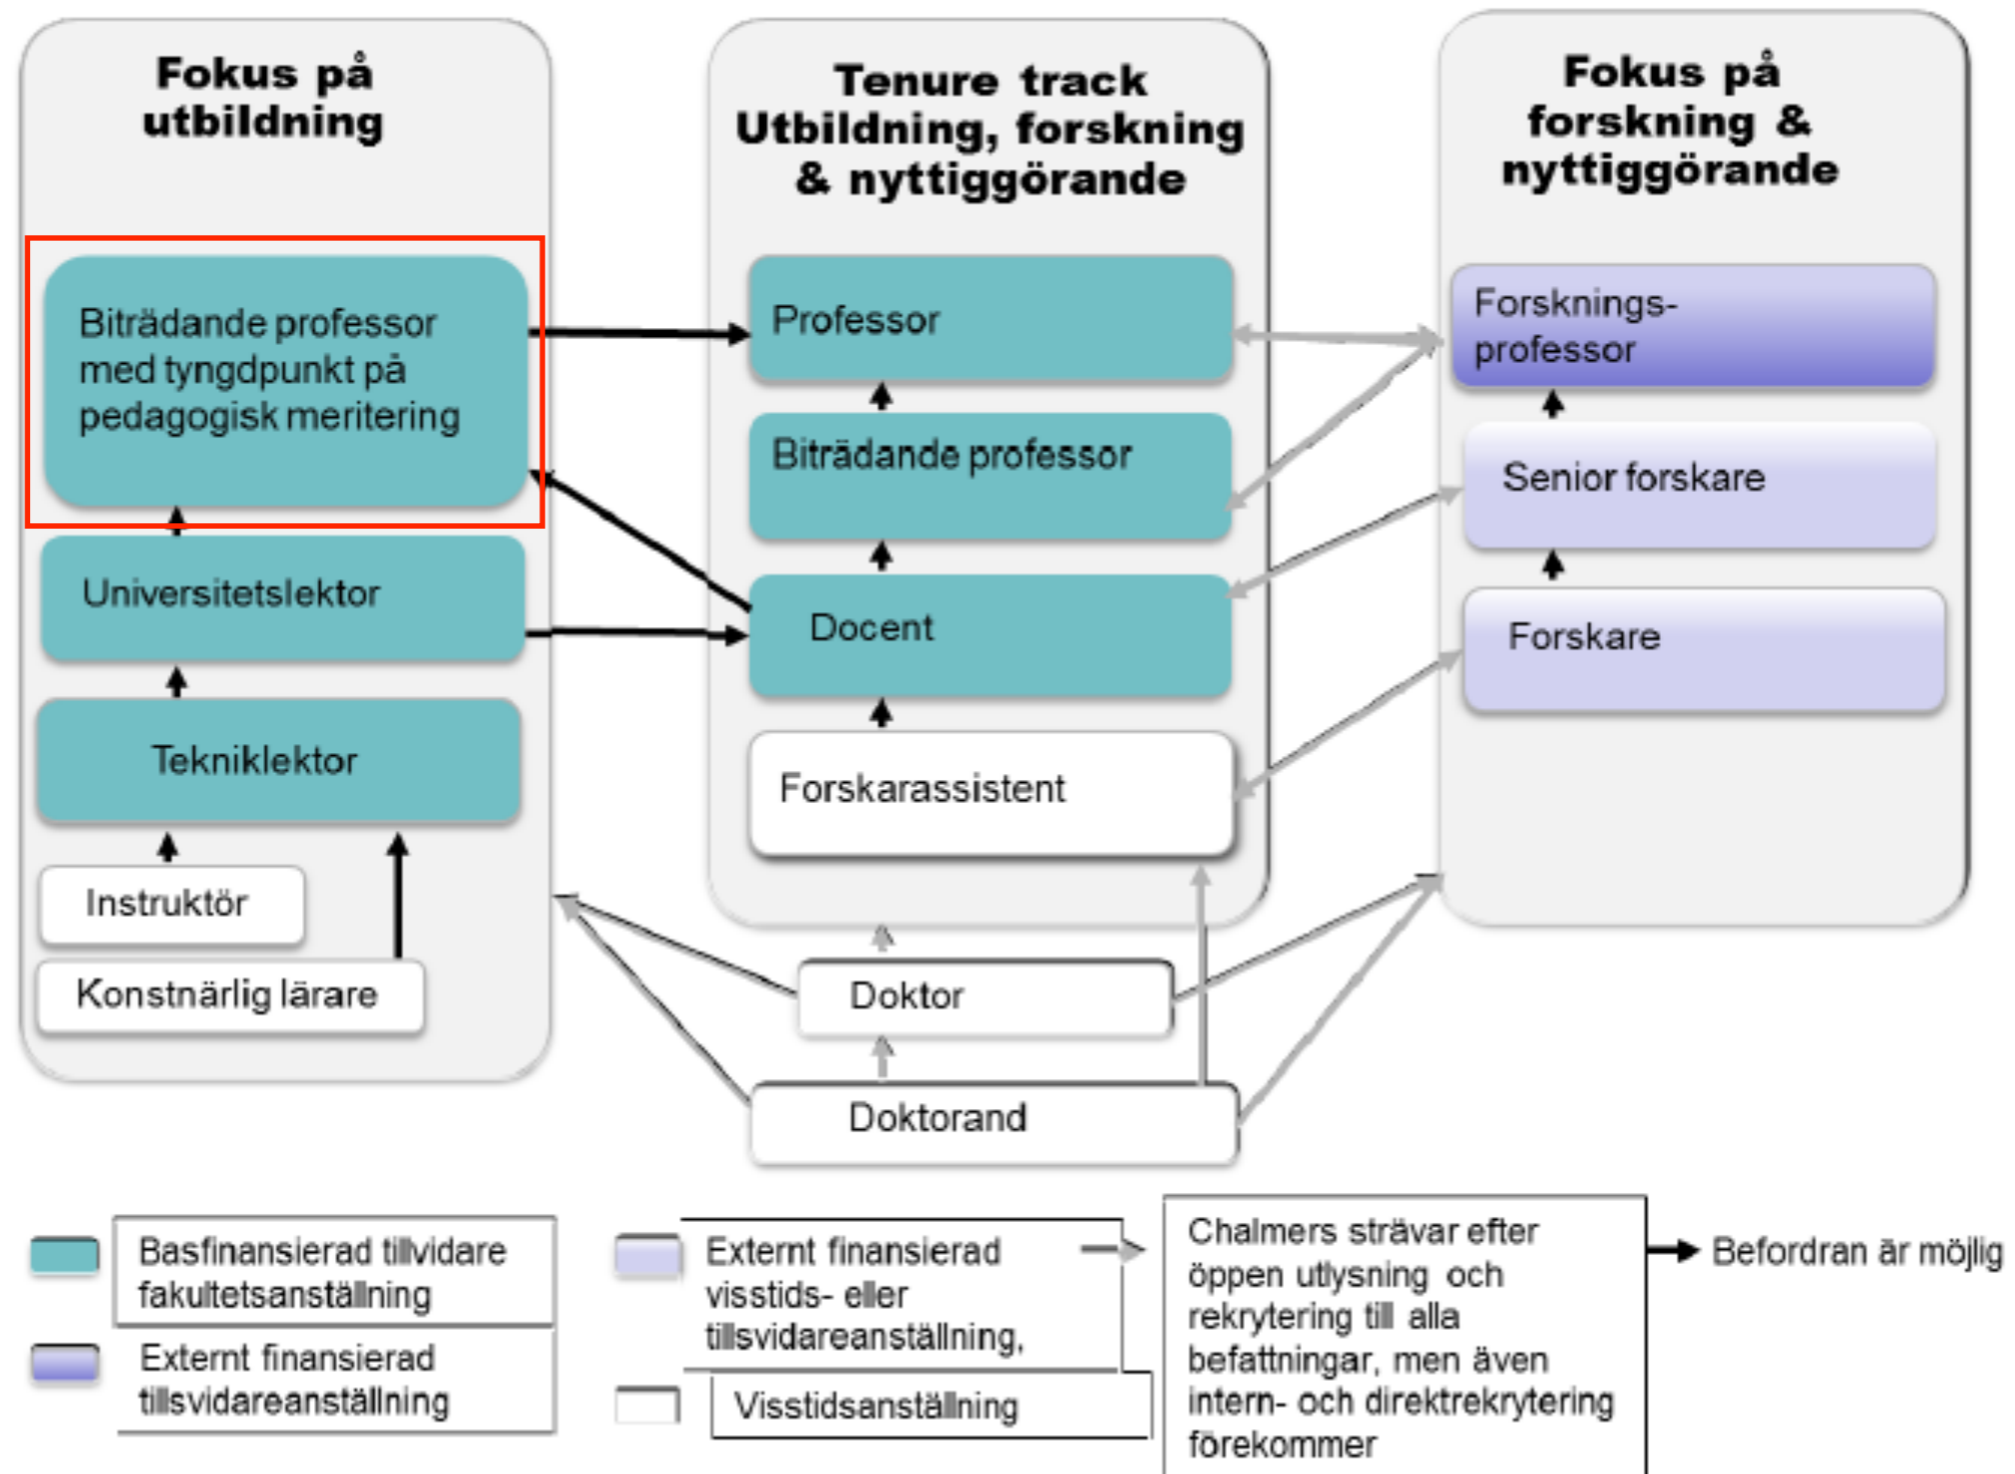 Fokus på
utbildning
Biträdande professor
med tyngdpunkt på
pedagogisk meritering
Universitetslektor
Tekniklektor
Instruktör
Konstnärlig lärare
Tenure track
Utbildning, forskning
& nyttiggörande
Professor
Biträdande professor
Docent
Forskarassistent
Doktor
Doktorand
Fokus på
forskning &
nyttiggörande
Forsknings-
professor
Senior forskare
Forskare
Basfinansierad tillvidare
fakultetsanställning
Externt finansierad
tillsvidareanställning
Externt finansierad
visstids- eller
tillsvidareanställning,
Visstidsanställning
Chalmers strävar efter
öppen utlysning och
rekrytering till alla
befattningar, men även
intern- och direktrekrytering
förekommer
Befordran är möjlig